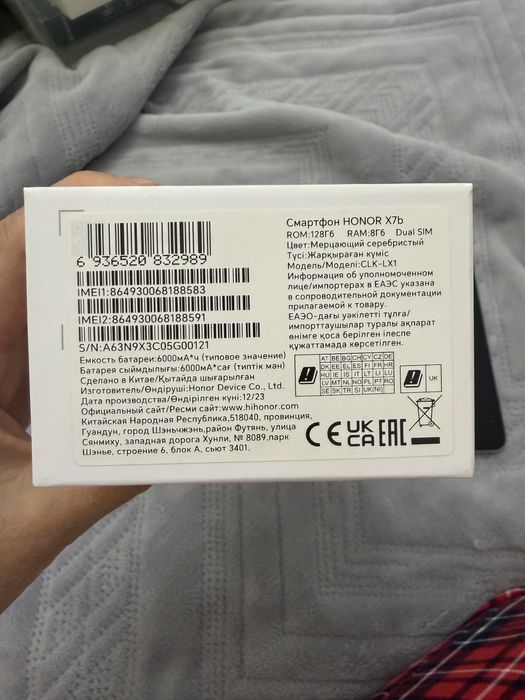 Смартфон HONOR X7b
ROM:128Гб RAM:8Гб Dual SIM
Цвет:Мерцающий серебристый
Түсі:Жарқыраған күміс
Модель/Моделі:CLK-LX1
Информация об уполномоченном
лице/импортерах в ЕАЭС указана
в сопроводительной документации
прилагаемой к товару.
ЕАЭО-дағы уәкілетті тұлға/
импорттаушылар туралы ақпарат
өнімге қоса берілген ілеспе
құжаттамада көрсетілген.
6 936520 832989
IMEI1:864930068188583
IMEI2:864930068188591
S/N:A63N9X3C05G00121
Емкость батареи:6000мА*ч (типовое значение)
Батарея сыйымдылығы:6000мА*сағ (типтік мән)
Сделано в Китае/Қытайда шығарылған
Изготовитель/Өндіруші:Honor Device Co., Ltd.
Дата производства/Өндірілген күні:12/23
Официальный сайт/Ресми сайт:www.hihonor.com
Китайская Народная Республика,518040, провинция,
Гуандун, город Шэньчжэнь,район Футянь, улица
Сянмиху, западная дорога Хунли, № 8089,парк
Шэнье, строение 6, блок А, сьют 3401.
AT BE BG CH CY CZ DE
DK EE EL ES FI FR HR
HU IE IS IT LT LI LU
LV MT NL NO PL PT RO
SE SK TR SI UK(NI)
UK
CE UK CA EAC